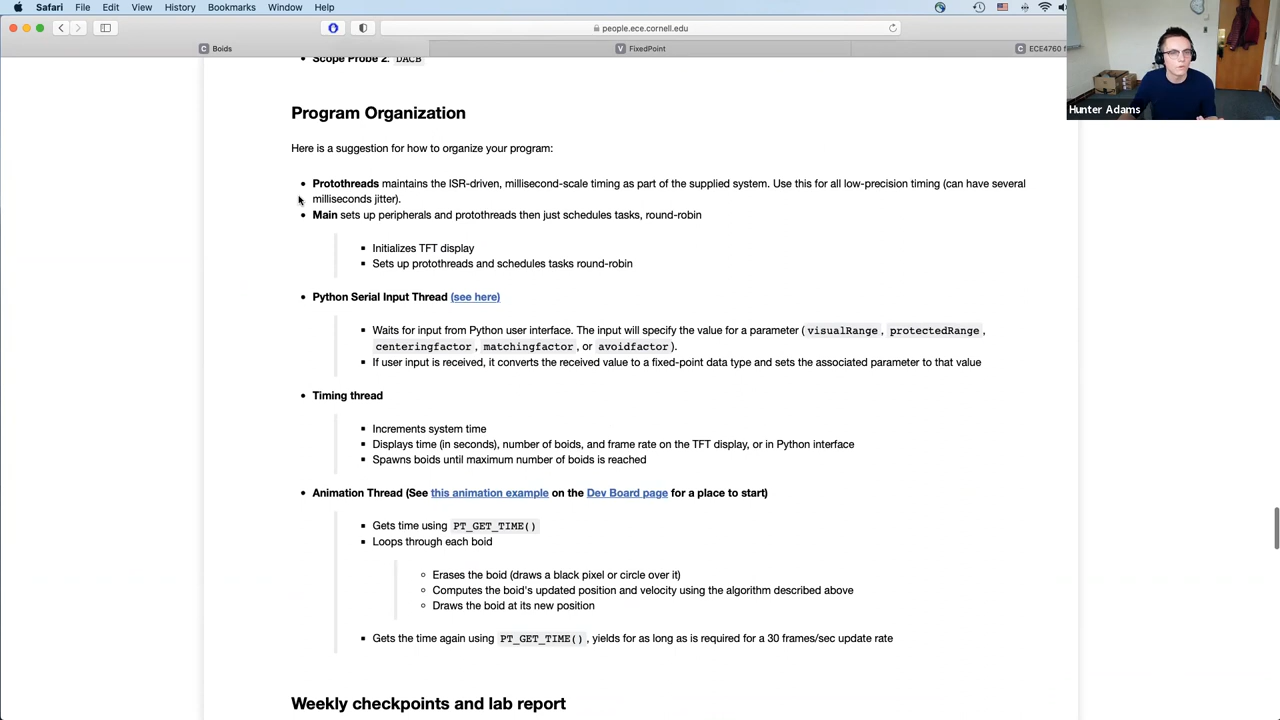 Safari File Edit View History Bookmarks Window Help
people.ece.cornell.edu
Boids
FixedPoint
ECE4760 f
Scope Probe 2: DACB
Program Organization
Here is a suggestion for how to organize your program:
Protothreads maintains the ISR-driven, millisecond-scale timing as part of the supplied system. Use this for all low-precision timing (can have several
milliseconds jitter).
Main sets up peripherals and protothreads then just schedules tasks, round-robin
Initializes TFT display
Sets up protothreads and schedules tasks round-robin
Python Serial Input Thread (see here)
Waits for input from Python user interface. The input will specify the value for a parameter ( visualRange , protectedRange ,
centeringfactor , matchingfactor , or avoidfactor ).
If user input is received, it converts the received value to a fixed-point data type and sets the associated parameter to that value
Timing thread
Increments system time
Displays time (in seconds), number of boids, and frame rate on the TFT display, or in Python interface
Spawns boids until maximum number of boids is reached
Animation Thread (See this animation example on the Dev Board page for a place to start)
Gets time using PT_GET_TIME()
Loops through each boid
Erases the boid (draws a black pixel or circle over it)
Computes the boid's updated position and velocity using the algorithm described above
Draws the boid at its new position
Gets the time again using PT_GET_TIME() , yields for as long as is required for a 30 frames/sec update rate
Weekly checkpoints and lab report
Hunter Adams